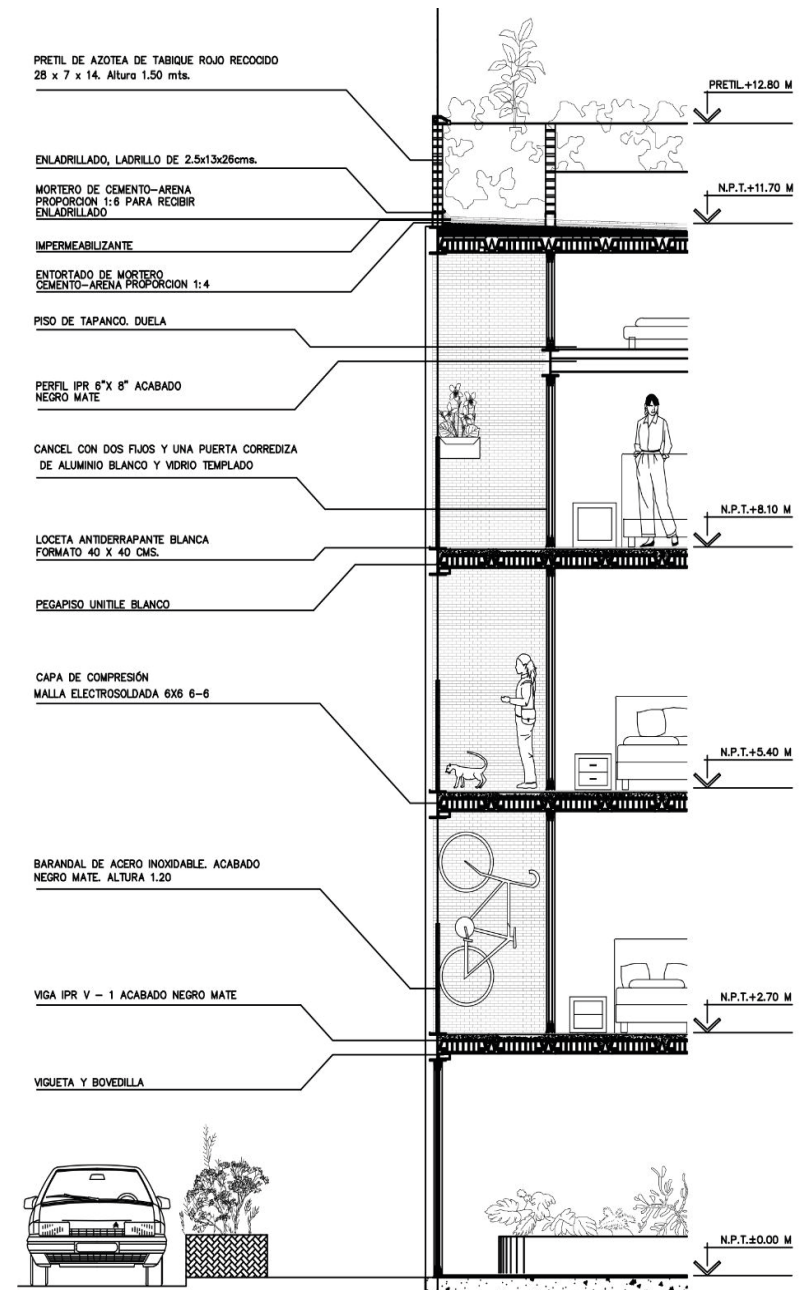 PRETIL DE AZOTEA DE TABIQUE ROJO RECOCIDO
28 x 7 x 14. Altura 1.50 mts.
PRETIL.+12.80 M
ENLADRILLADO, LADRILLO DE 2.5x13x26cms.
MORTERO DE CEMENTO-ARENA
PROPORCION 1:6 PARA RECIBIR
ENLADRILLADO
N.P.T.+11.70 M
IMPERMEABILIZANTE
ENTORTADO DE MORTERO
CEMENTO-ARENA PROPORCION 1:4
PISO DE TAPANCO. DUELA
PERFIL IPR 6"X 8" ACABADO
NEGRO MATE
CANCEL CON DOS FIJOS Y UNA PUERTA CORREDIZA
DE ALUMINIO BLANCO Y VIDRIO TEMPLADO
N.P.T.+8.10 M
LOCETA ANTIDERRAPANTE BLANCA
FORMATO 40 X 40 CMS.
PEGAPISO UNITILE BLANCO
CAPA DE COMPRESIÓN
MALLA ELECTROSOLDADA 6X6 6-6
N.P.T.+5.40 M
BARANDAL DE ACERO INOXIDABLE. ACABADO
NEGRO MATE. ALTURA 1.20
VIGA IPR V - 1 ACABADO NEGRO MATE
N.P.T.+2.70 M
VIGUETA Y BOVEDILLA
N.P.T.±0.00 M